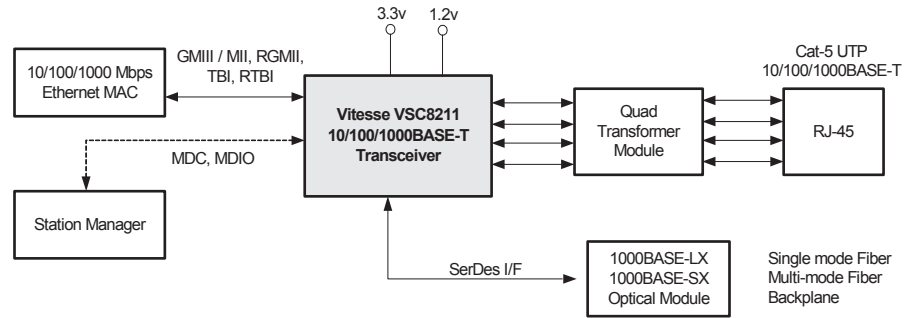 3.3v
1.2v
GMIII / MII, RGMII,
TBI, RTBI
10/100/1000 Mbps
Ethernet MAC
Vitesse VSC8211
10/100/1000BASE-T
Transceiver
Quad
Transformer
Module
Cat-5 UTP
10/100/1000BASE-T
RJ-45
MDC, MDIO
Station Manager
SerDes I/F
1000BASE-LX
1000BASE-SX
Optical Module
Single mode Fiber
Multi-mode Fiber
Backplane